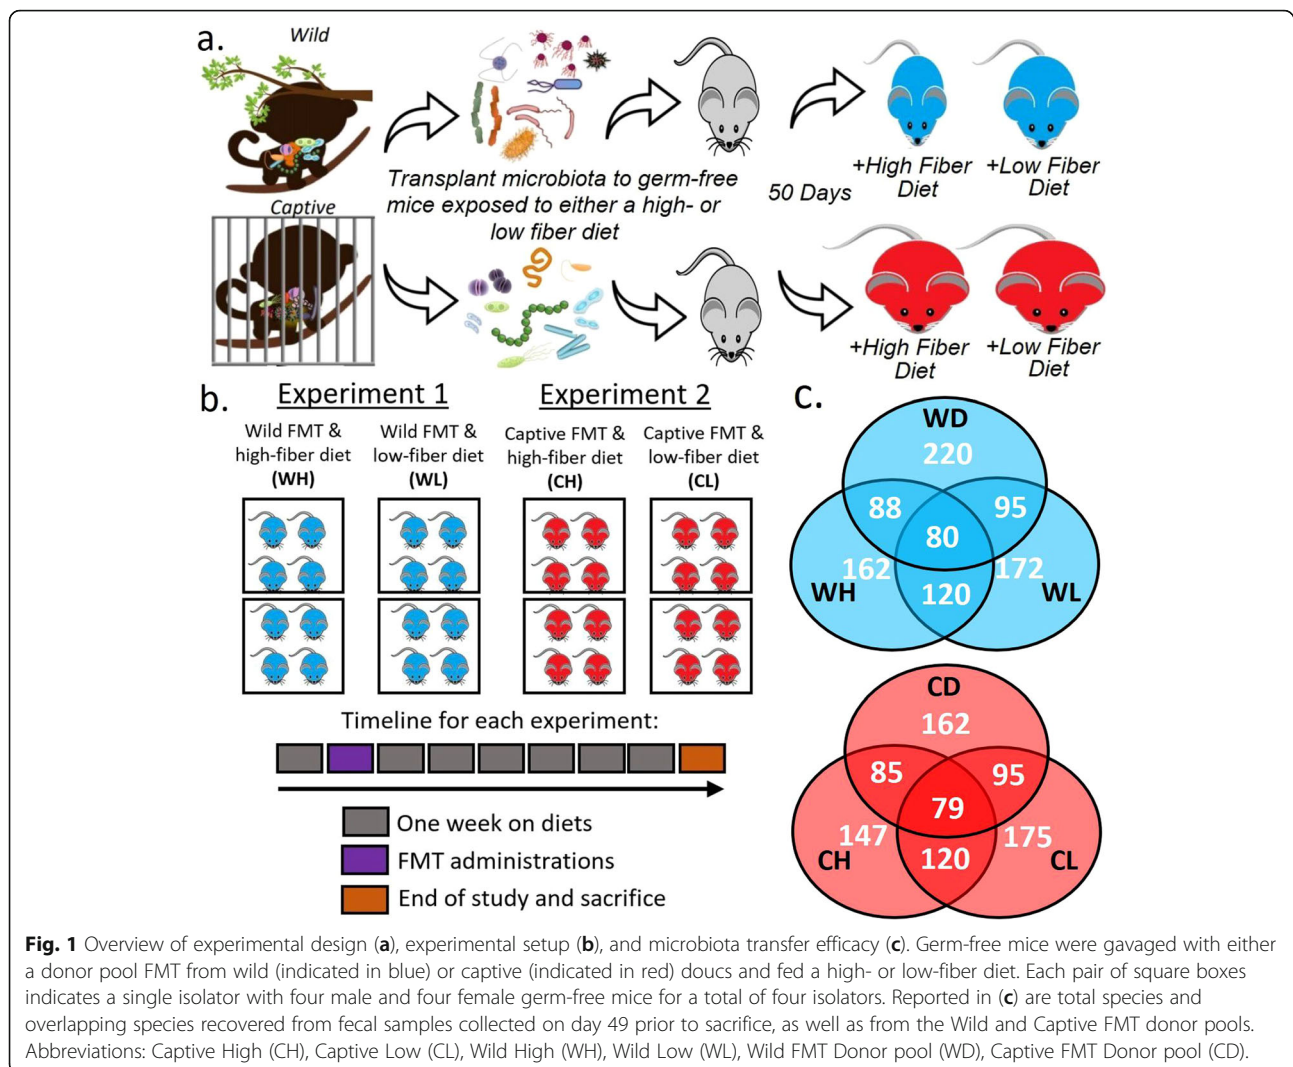 a.
Wild
Captive
Transplant microbiota to germ-free
mice exposed to either a high- or
low fiber diet
50 Days
+High Fiber
Diet
+Low Fiber
Diet
+High Fiber
Diet
+Low Fiber
Diet
b.
Experiment 1
Experiment 2
Wild FMT &
high-fiber diet
(WH)
Wild FMT &
low-fiber diet
(WL)
Captive FMT &
high-fiber diet
(CH)
Captive FMT &
low-fiber diet
(CL)
Timeline for each experiment:
One week on diets
FMT administrations
End of study and sacrifice
c.
WD
220
88
95
80
162
172
WH
120
WL
CD
162
85
95
79
147
175
CH
120
CL
Fig. 1 Overview of experimental design (a), experimental setup (b), and microbiota transfer efficacy (c). Germ-free mice were gavaged with either
a donor pool FMT from wild (indicated in blue) or captive (indicated in red) doucs and fed a high- or low-fiber diet. Each pair of square boxes
indicates a single isolator with four male and four female germ-free mice for a total of four isolators. Reported in (c) are total species and
overlapping species recovered from fecal samples collected on day 49 prior to sacrifice, as well as from the Wild and Captive FMT donor pools.
Abbreviations: Captive High (CH), Captive Low (CL), Wild High (WH), Wild Low (WL), Wild FMT Donor pool (WD), Captive FMT Donor pool (CD).